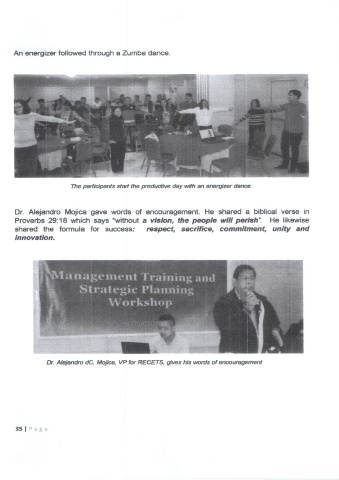 An energizer followed through a Zumba dance.
The participants start the productive day with an energizer dance
Dr. Alejandro Mojica gave words of encouragement. He shared a biblical verse in
Proverbs 29:18 which says "without a vision, the people will perish". He likewise
shared the formula for success: respect, sacrifice, commitment, unity and
innovation.
Management Training and
Strategic Planning
Workshop
Dr. Alejandro dC. Mojica, VP for RECETS, gives his words of encouragement
35 | Page